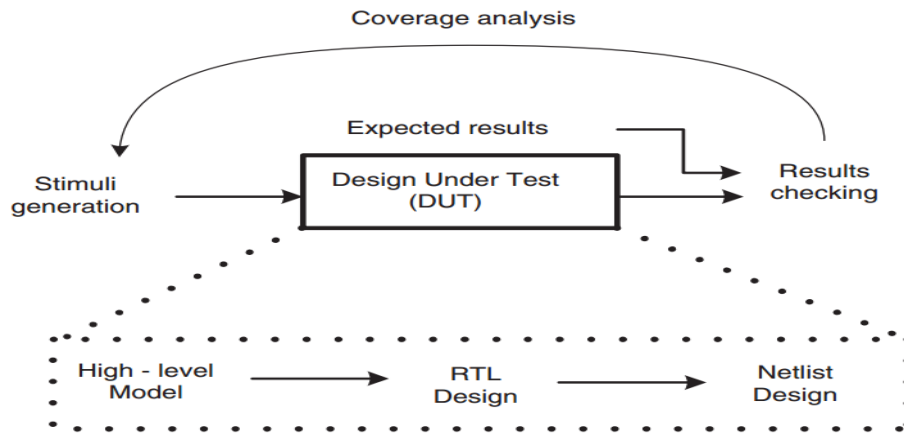 Coverage analysis
Expected results
Stimuli
generation
Design Under Test
(DUT)
Results
checking
High - level
Model
RTL
Design
Netlist
Design